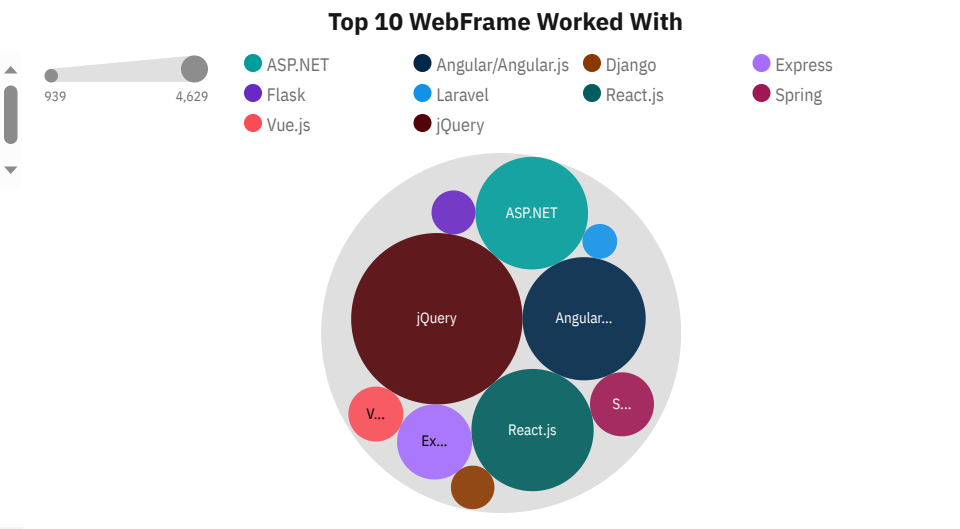 Top 10 WebFrame Worked With
939
4,629
ASP.NET
Angular/Angular.js
Django
Express
Flask
Laravel
React.js
Spring
Vue.js
jQuery
ASP.NET
jQuery
Angular...
S...
V...
React.js
Ex...